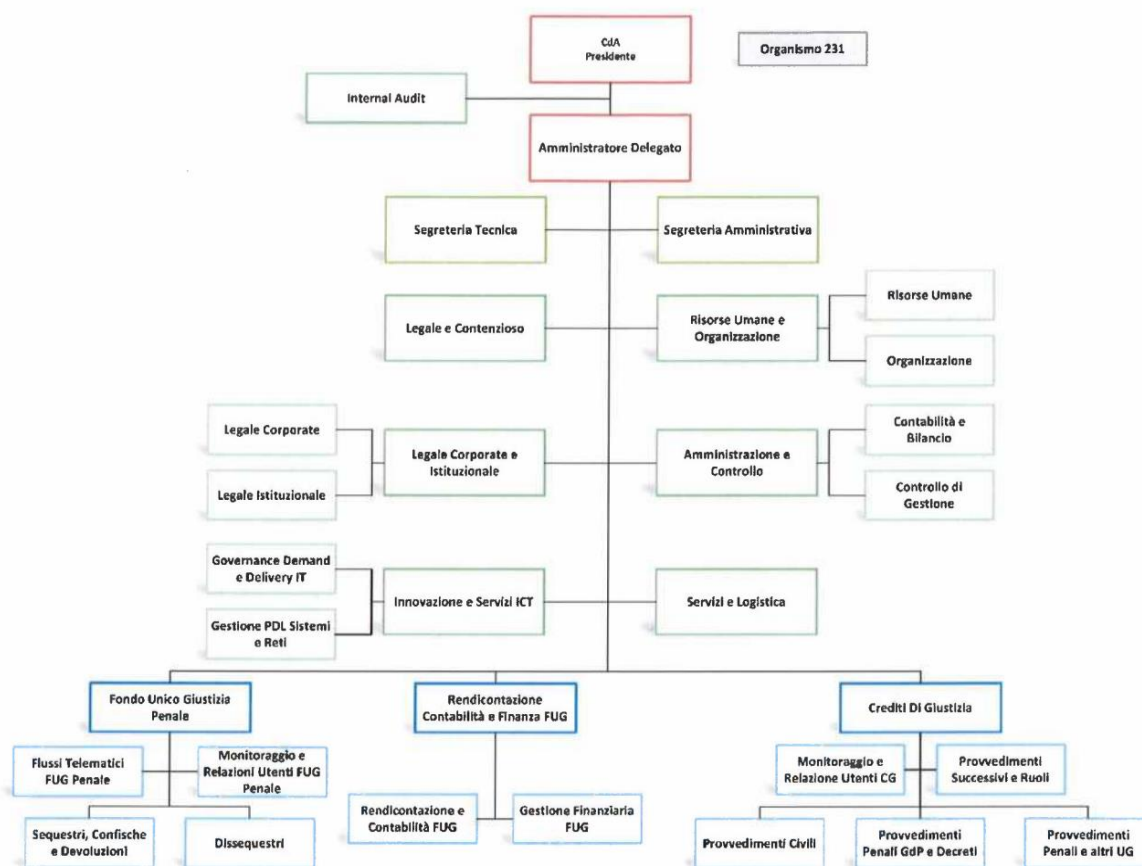 CdA
Presidente
Organismo 231
Internal Audit
Amministratore Delegato
Segreteria Tecnica
Segreteria Amministrativa
Legale e Contenzioso
Risorse Umane e
Organizzazione
Risorse Umane
Organizzazione
Legale Corporate
Legale Istituzionale
Legale Corporate e
Istituzionale
Amministrazione e
Controllo
Contabilità e
Bilancio
Controllo di
Gestione
Governance Demand
e Delivery IT
Gestione PDL Sistemi
e Reti
Innovazione e Servizi ICT
Servizi e Logistica
Fondo Unico Giustizia
Penale
Rendicontazione
Contabilità e Finanza FUG
Crediti Di Giustizia
Flussi Telematici
FUG Penale
Monitoraggio e
Relazioni Utenti FUG
Penale
Sequestri, Confische
e Devoluzioni
Dissequestri
Rendicontazione e
Contabilità FUG
Gestione Finanziaria
FUG
Monitoraggio e
Relazione Utenti CG
Provvedimenti
Successivi e Ruoli
Provvedimenti Civili
Provvedimenti
Penali GdP e Decreti
Provvedimenti
Penali e altri UG